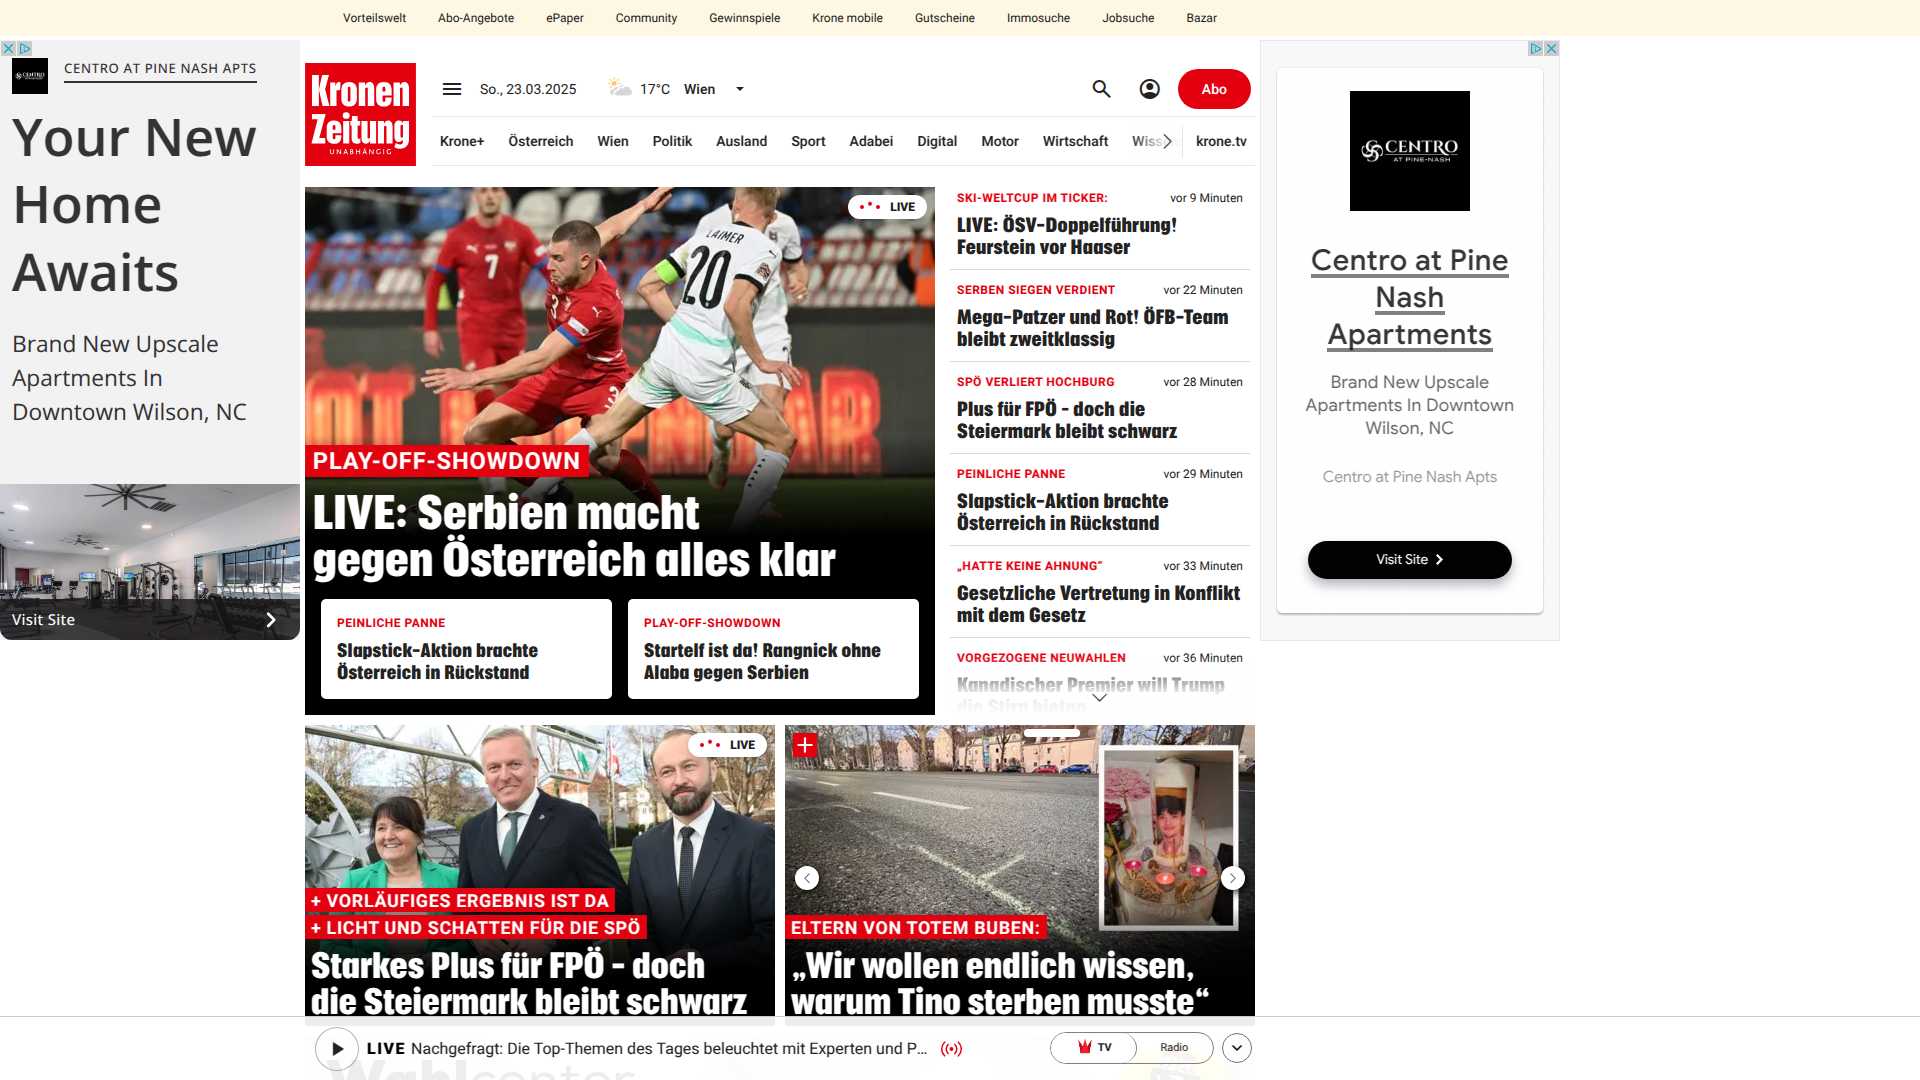 Vorteilswelt
Abo-Angebote
ePaper
Community
Gewinnspiele
Krone mobile
Gutscheine
Immosuche
Jobsuche
Bazar
CENTRO AT PINE NASH APTS
Your New
Home
Awaits
Brand New Upscale
Apartments In
Downtown Wilson, NC
Visit Site
Kronen
Zeitung
UNABHÄNGIG
So., 23.03.2025
17°C
Wien
Abo
Krone+
Österreich
Wien
Politik
Ausland
Sport
Adabei
Digital
Motor
Wirtschaft
Wiss
krone.tv
LIVE
LAIMER
20
7
PLAY-OFF-SHOWDOWN
LIVE: Serbien macht
gegen Österreich alles klar
PEINLICHE PANNE
Slapstick-Aktion brachte
Österreich in Rückstand
PLAY-OFF-SHOWDOWN
Startelf ist da! Rangnick ohne
Alaba gegen Serbien
SKI-WELTCUP IM TICKER:
vor 9 Minuten
LIVE: ÖSV-Doppelführung!
Feurstein vor Haaser
SERBEN SIEGEN VERDIENT
vor 22 Minuten
Mega-Patzer und Rot! ÖFB-Team
bleibt zweitklassig
SPÖ VERLIERT HOCHBURG
vor 28 Minuten
Plus für FPÖ - doch die
Steiermark bleibt schwarz
PEINLICHE PANNE
vor 29 Minuten
Slapstick-Aktion brachte
Österreich in Rückstand
„HATTE KEINE AHNUNG“
vor 33 Minuten
Gesetzliche Vertretung in Konflikt
mit dem Gesetz
VORGEZOGENE NEUWAHLEN
vor 36 Minuten
Kanadischer Premier will Trump
die Stirn bieten
CENTRO
AT PINE-NASH
Centro at Pine
Nash
Apartments
Brand New Upscale
Apartments In Downtown
Wilson, NC
Centro at Pine Nash Apts
Visit Site
LIVE
+ VORLÄUFIGES ERGEBNIS IST DA
+ LICHT UND SCHATTEN FÜR DIE SPÖ
Starkes Plus für FPÖ - doch
die Steiermark bleibt schwarz
ELTERN VON TOTEM BUBEN:
„Wir wollen endlich wissen,
warum Tino sterben musste“
LIVE Nachgefragt: Die Top-Themen des Tages beleuchtet mit Experten und P...
TV
Radio
Wahlcenter